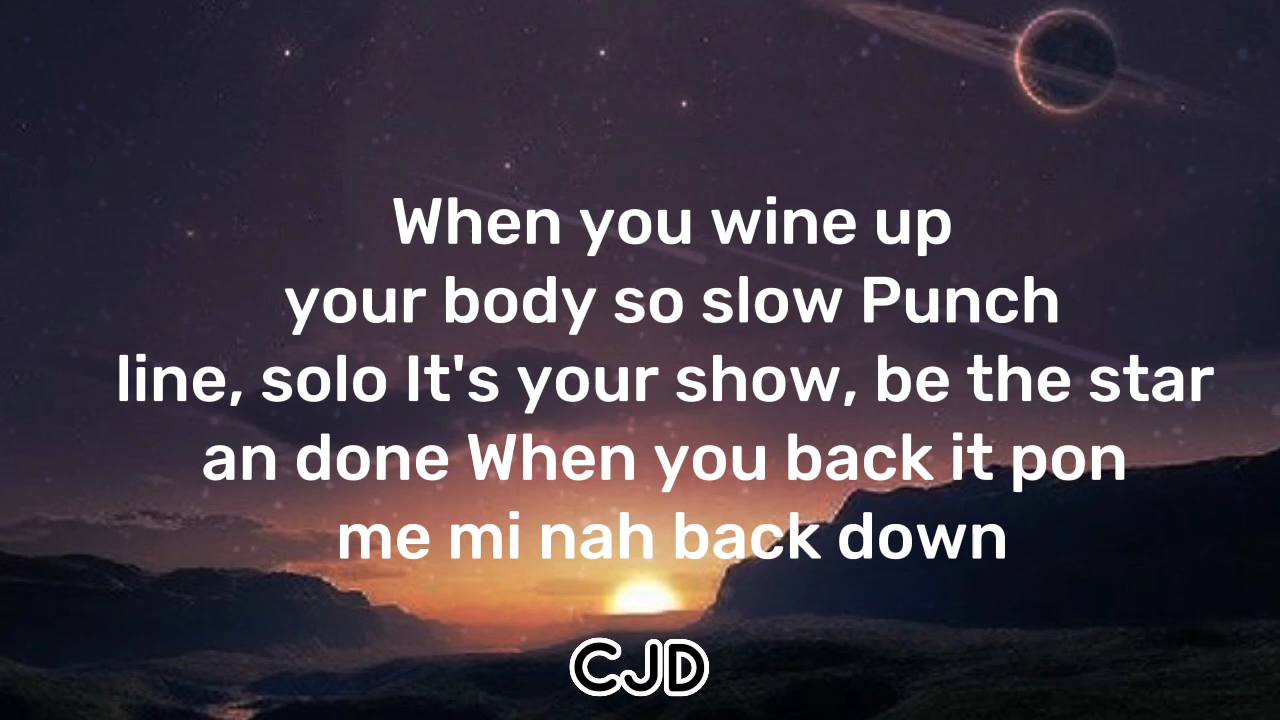 When you wine up
your body so slow Punch
line, solo It's your show, be the star
an done When you back it pon
me mi nah back down
CJD